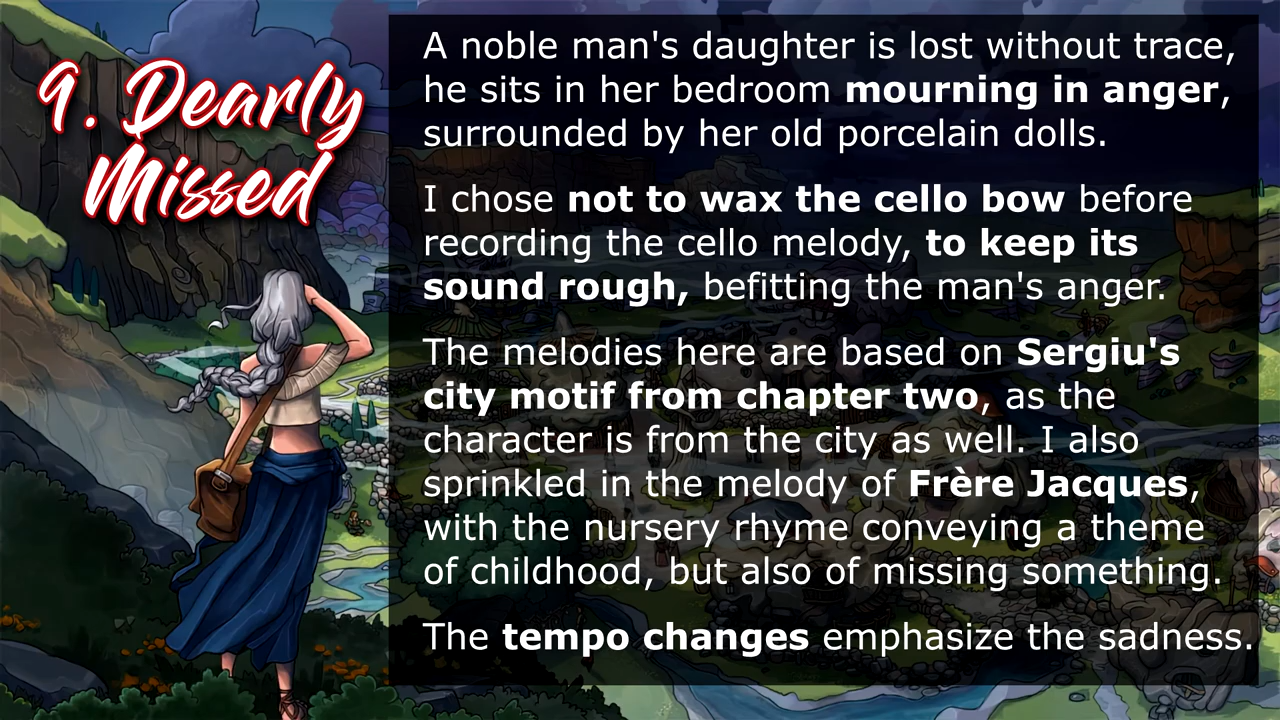 9. Dearly
Missed
A noble man's daughter is lost without trace,
he sits in her bedroom mourning in anger,
surrounded by her old porcelain dolls.
I chose not to wax the cello bow before
recording the cello melody, to keep its
sound rough, befitting the man's anger.
The melodies here are based on Sergiu's
city motif from chapter two, as the
character is from the city as well. I also
sprinkled in the melody of Frère Jacques,
with the nursery rhyme conveying a theme
of childhood, but also of missing something.
The tempo changes emphasize the sadness.